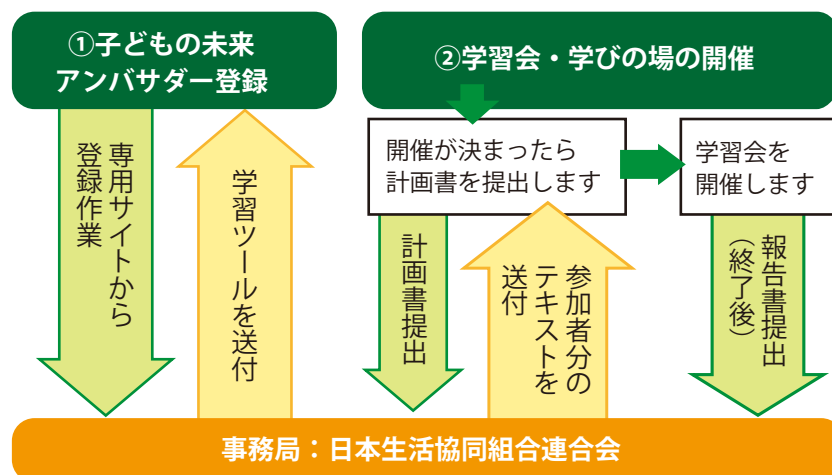 ①子どもの未来
アンバサダー登録
専用サイトから
登録作業
学習ツールを送付
②学習会・学びの場の開催
開催が決まったら
計画書を提出します
学習会を
開催します
計画書提出
参加者分の
テキストを
送付
報告書提出
（終了後）
事務局：日本生活協同組合連合会